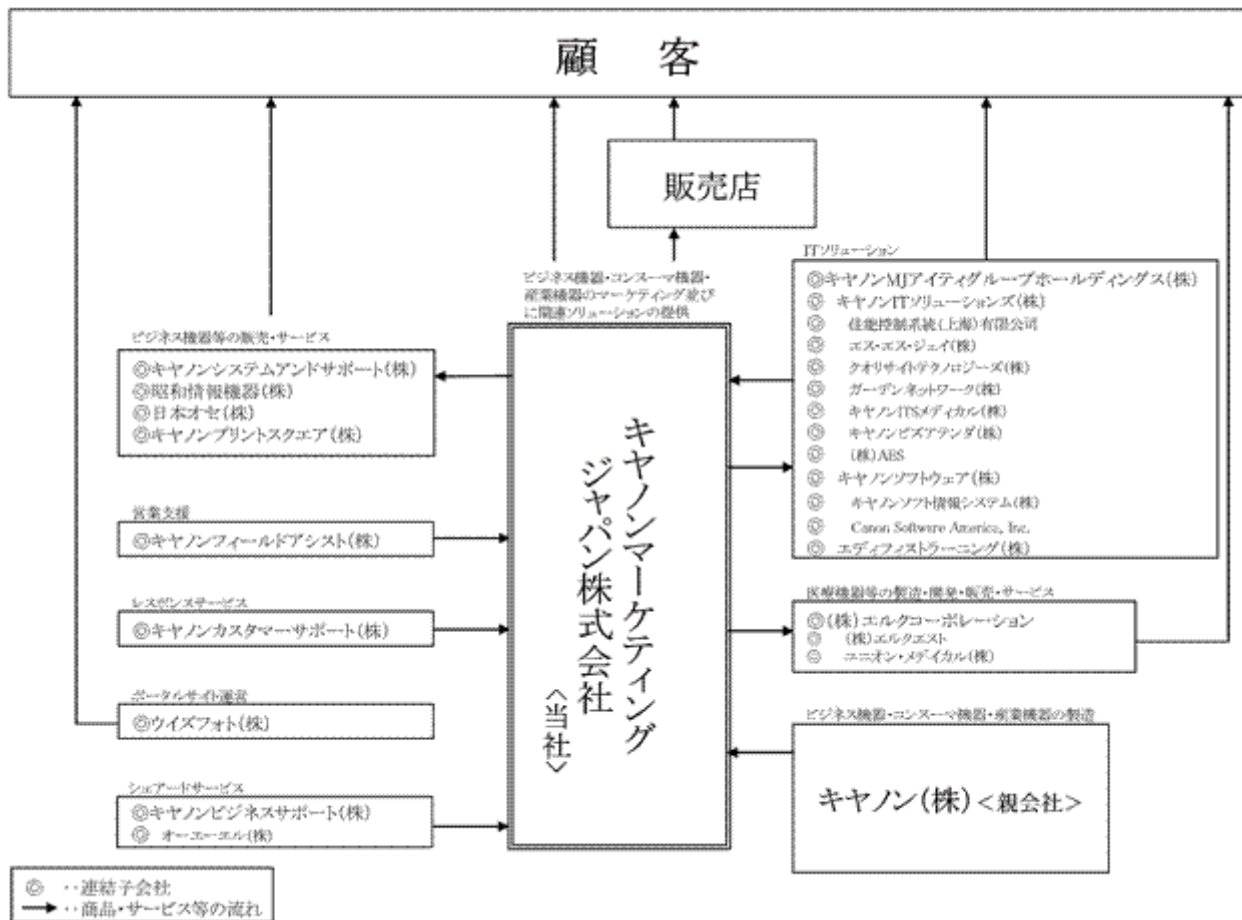 顧 客
販売店
ビジネス機器・コンスーマ機器・
産業機器のマーケティング並び
に関連ソリューションの提供
ビジネス機器等の販売・サービス
◎キヤノンシステムアンドサポート(株)
◎昭和情報機器(株)
◎日本オセ(株)
◎キヤノンプリントスクエア(株)
営業支援
◎キヤノンフィールドアシスト(株)
レスポンスサービス
◎キヤノンカスタマーサポート(株)
ポータルサイト運営
◎ウイズフォト(株)
シェアードサービス
◎キヤノンビジネスサポート(株)
◎ オーエーエル(株)
キヤノンマーケティング
ジャパン株式会社
〈当社〉
ITソリューション
◎キヤノンMJアイティグループホールディングス(株)
◎ キヤノンITソリューションズ(株)
◎ 佳能控制系統(上海)有限公司
◎ エス・エス・ジェイ(株)
◎ クオリサイトテクノロジーズ(株)
◎ ガーデンネットワーク(株)
◎ キヤノンITSメディカル(株)
◎ キヤノンビズアテンダ(株)
◎ (株)AES
◎ キヤノンソフトウェア(株)
◎ キヤノンソフト情報システム(株)
◎ Canon Software America, Inc.
◎ エディフィストラーニング(株)
医療機器等の製造・開発・販売・サービス
◎(株)エルクコーポレーション
◎ (株)エルクエスト
◎ ユニオン・メデイカル(株)
ビジネス機器・コンスーマ機器・産業機器の製造
キヤノン(株)<親会社>
◎ ‥連結子会社
‥商品・サービス等の流れ